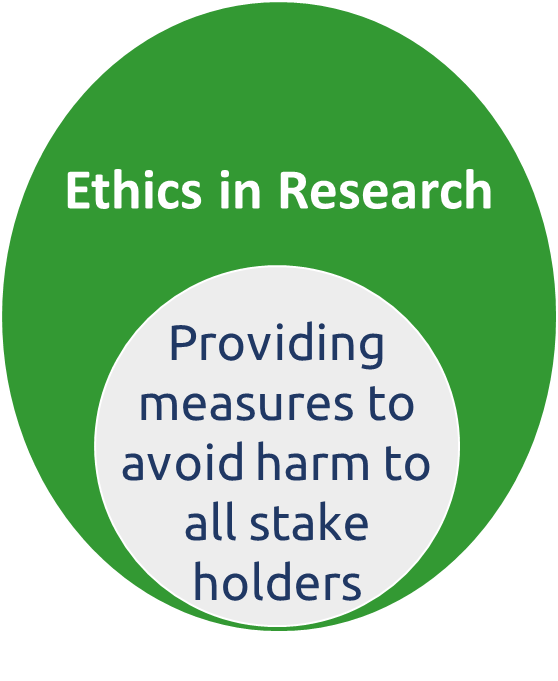 Ethics in Research
Providing
measures to
avoid harm to
all stake
holders